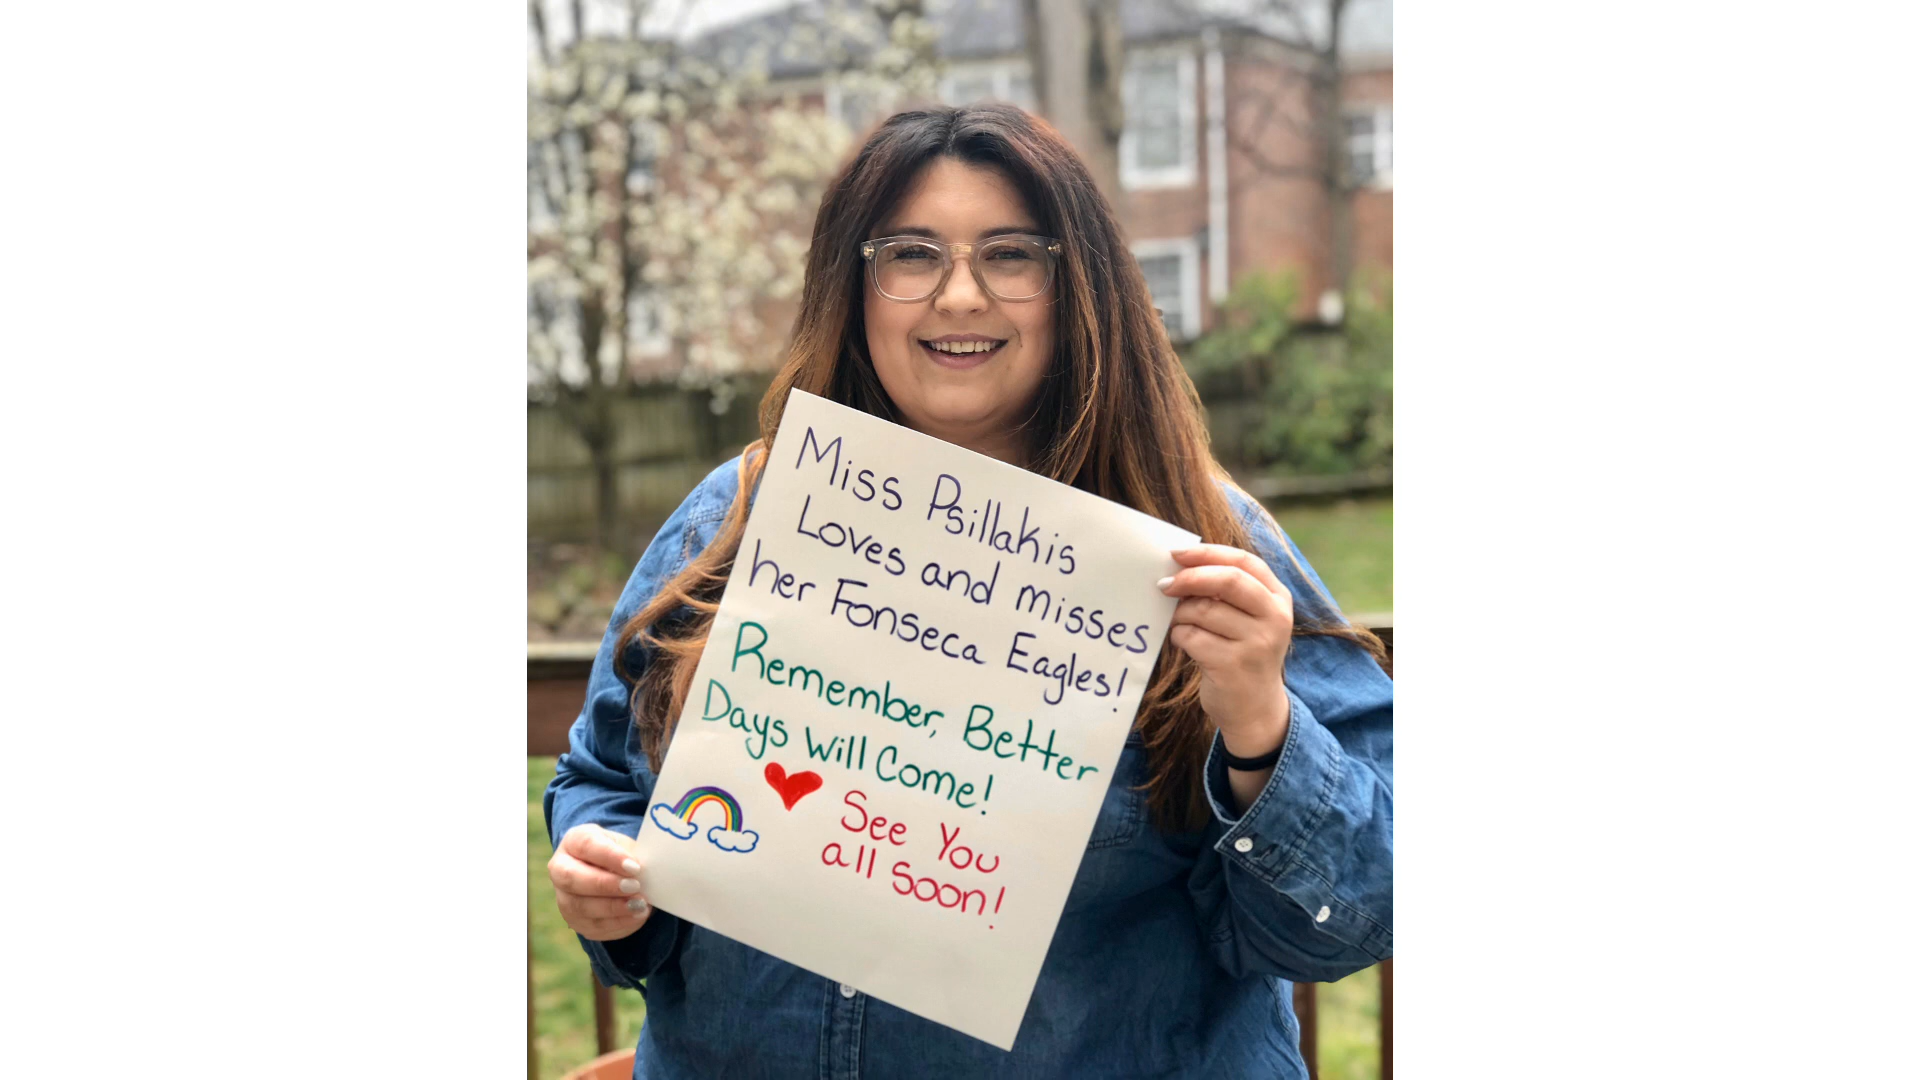 Miss Psillakis
Loves and misses
her Fonseca Eagles!
Remember, Better
Days Will Come!
See You
all soon!